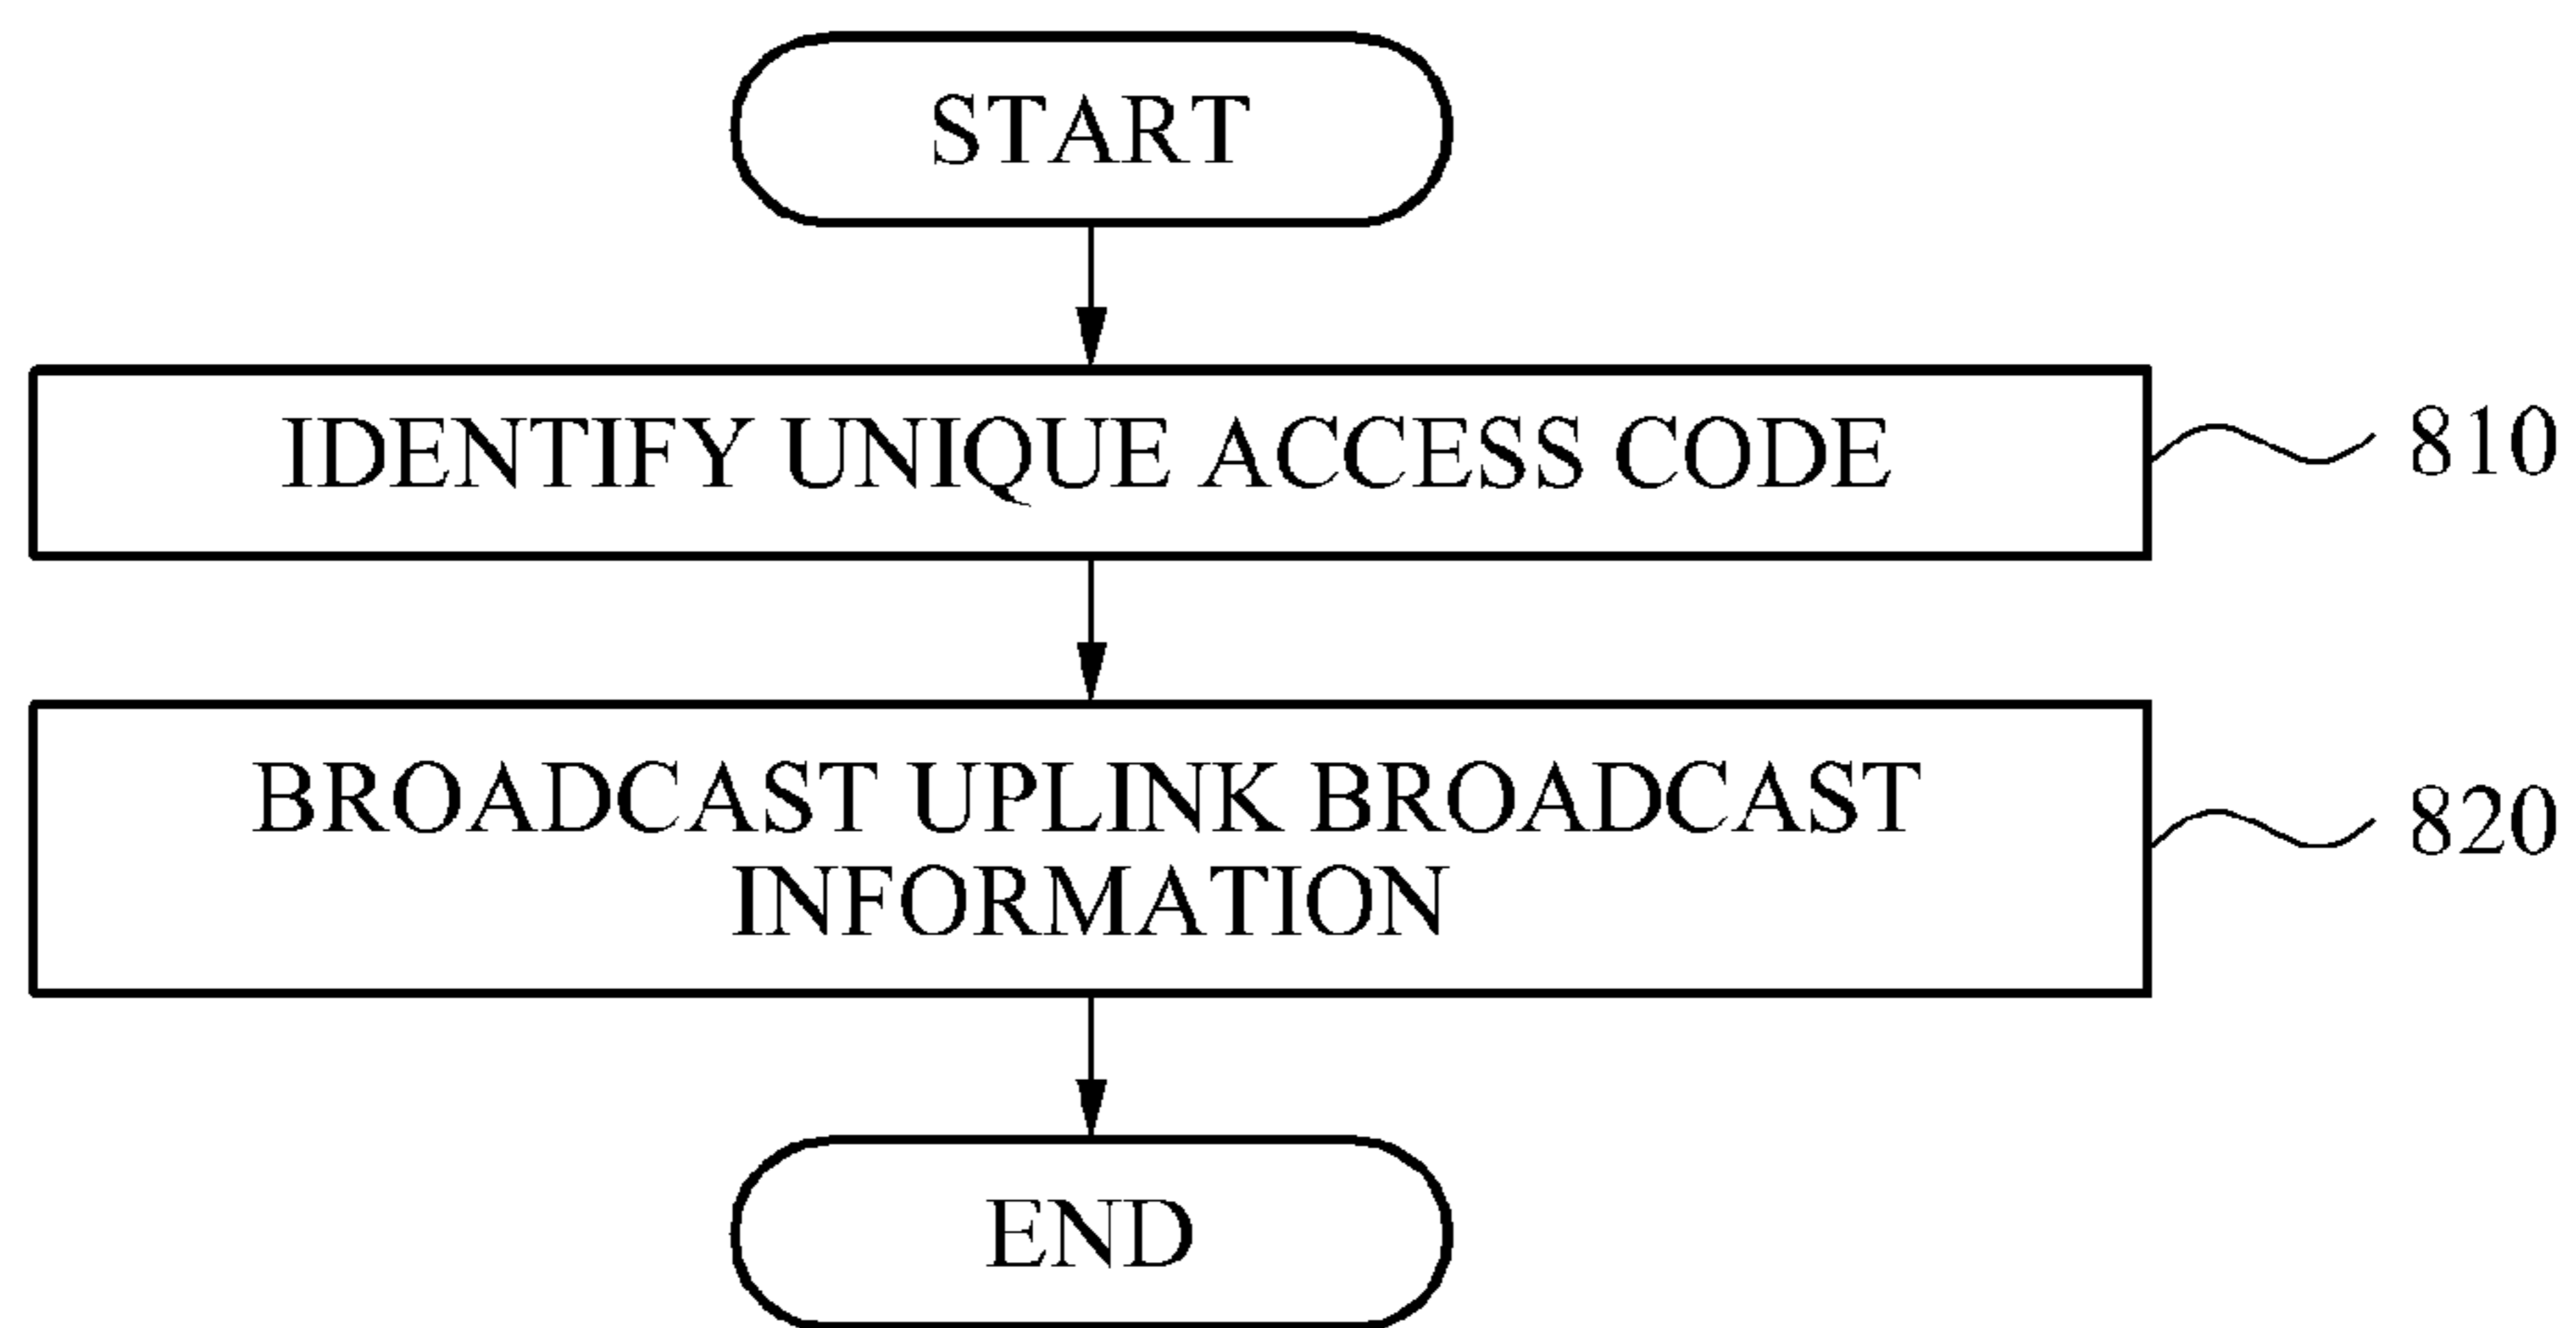 START
IDENTIFY UNIQUE ACCESS CODE
810
BROADCAST UPLINK BROADCAST
INFORMATION
820
END